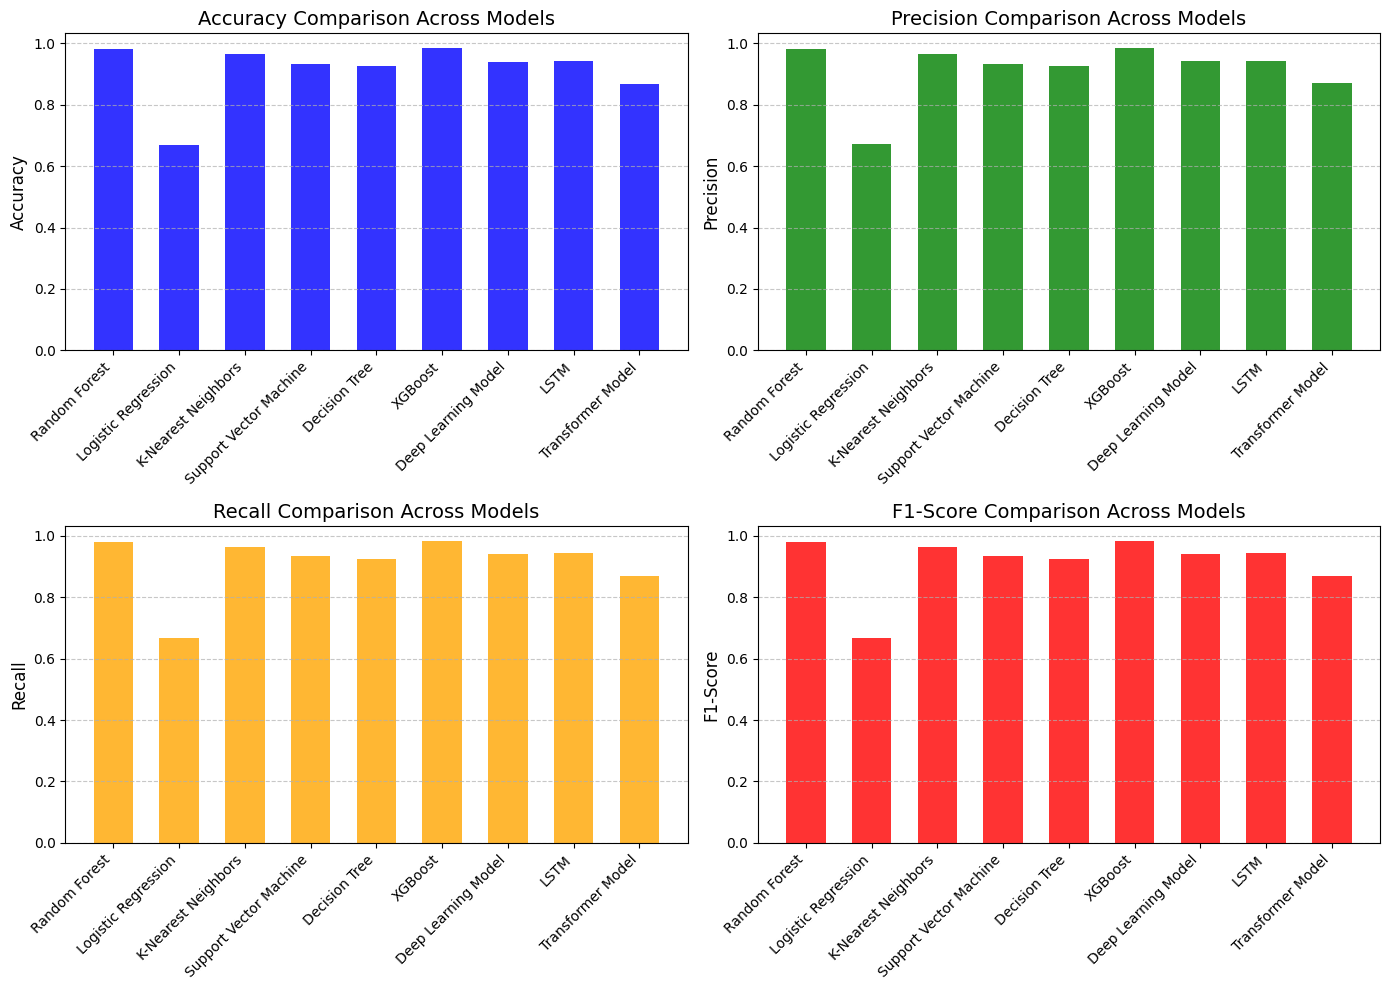 Accuracy Comparison Across Models
Accuracy
1.0
0.8
0.6
0.4
0.2
0.0
Random Forest
Logistic Regression
K-Nearest Neighbors
Support Vector Machine
Decision Tree
XGBoost
Deep Learning Model
LSTM
Transformer Model
Precision Comparison Across Models
Precision
1.0
0.8
0.6
0.4
0.2
0.0
Random Forest
Logistic Regression
K-Nearest Neighbors
Support Vector Machine
Decision Tree
XGBoost
Deep Learning Model
LSTM
Transformer Model
Recall Comparison Across Models
Recall
1.0
0.8
0.6
0.4
0.2
0.0
Random Forest
Logistic Regression
K-Nearest Neighbors
Support Vector Machine
Decision Tree
XGBoost
Deep Learning Model
LSTM
Transformer Model
F1-Score Comparison Across Models
F1-Score
1.0
0.8
0.6
0.4
0.2
0.0
Random Forest
Logistic Regression
K-Nearest Neighbors
Support Vector Machine
Decision Tree
XGBoost
Deep Learning Model
LSTM
Transformer Model